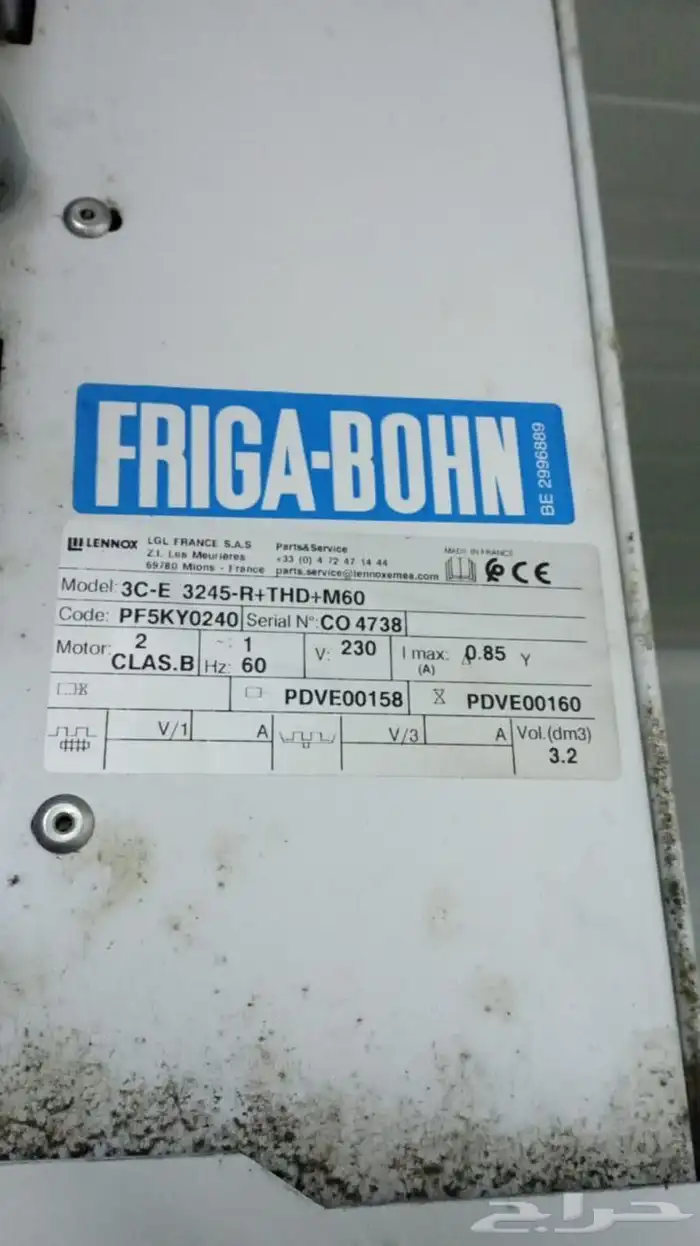 FRIGA-BOHN
BE 2996889
LENNOX
LGL FRANCE S.A.S
Z.I. Les Meurieres
69780 Mions - France
Parts&Service
+33 (0) 4 72 47 14 44
parts.service@lennoxemea.com
MADE IN FRANCE
CE
Model: 3C-E 3245-R+THD+M60
Code: PF5KY0240 Serial N°: CO 4738
Motor: 2 CLAS.B
~: 1
Hz: 60
V: 230
I max: (A) Δ 0.85 Y
PDVE00158
PDVE00160
V/1 A V/3 A Vol.(dm3)
3.2
حراج